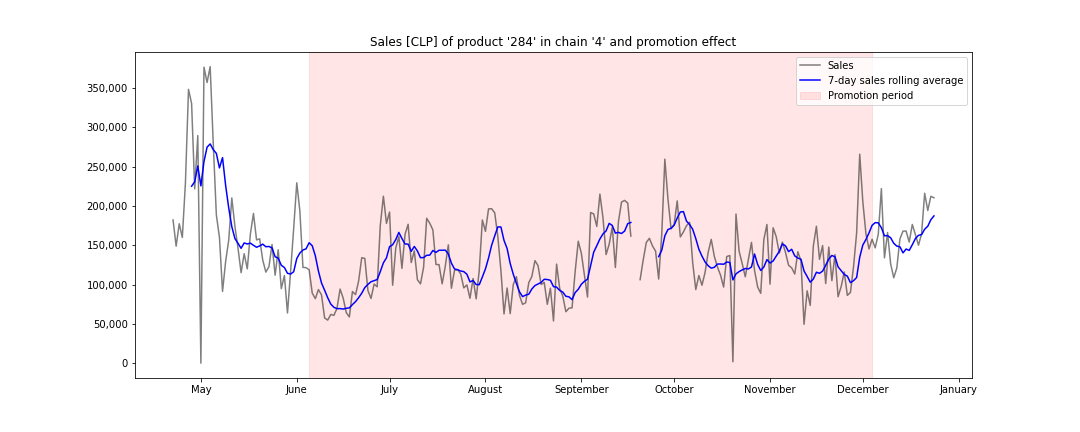 Sales [CLP] of product '284' in chain '4' and promotion effect
Sales
7-day sales rolling average
Promotion period
350,000
300,000
250,000
200,000
150,000
100,000
50,000
0
May June July August September October November December January